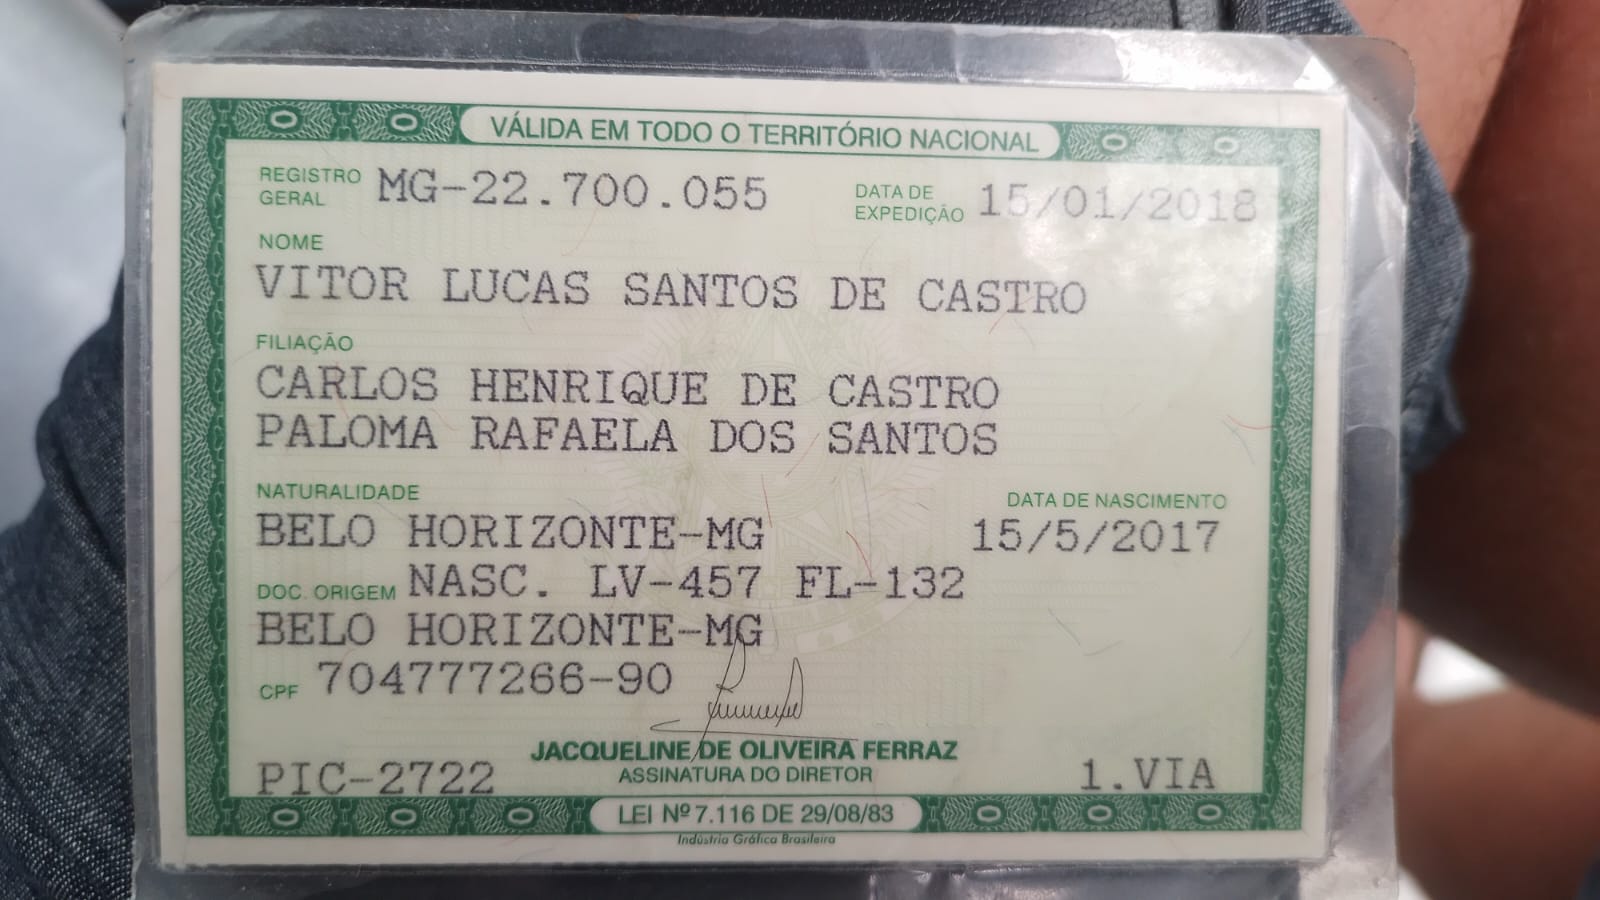 VÁLIDA EM TODO O TERRITÓRIO NACIONAL
REGISTRO GERAL MG-22.700.055 DATA DE EXPEDIÇÃO 15/01/2018
NOME
VITOR LUCAS SANTOS DE CASTRO
FILIAÇÃO
CARLOS HENRIQUE DE CASTRO
PALOMA RAFAELA DOS SANTOS
NATURALIDADE DATA DE NASCIMENTO
BELO HORIZONTE-MG 15/5/2017
DOC. ORIGEM NASC. LV-457 FL-132
BELO HORIZONTE-MG
CPF 704777266-90
JACQUELINE DE OLIVEIRA FERRAZ
PIC-2722 ASSINATURA DO DIRETOR 1.VIA
LEI Nº 7.116 DE 29/08/83
Indústria Gráfica Brasileira